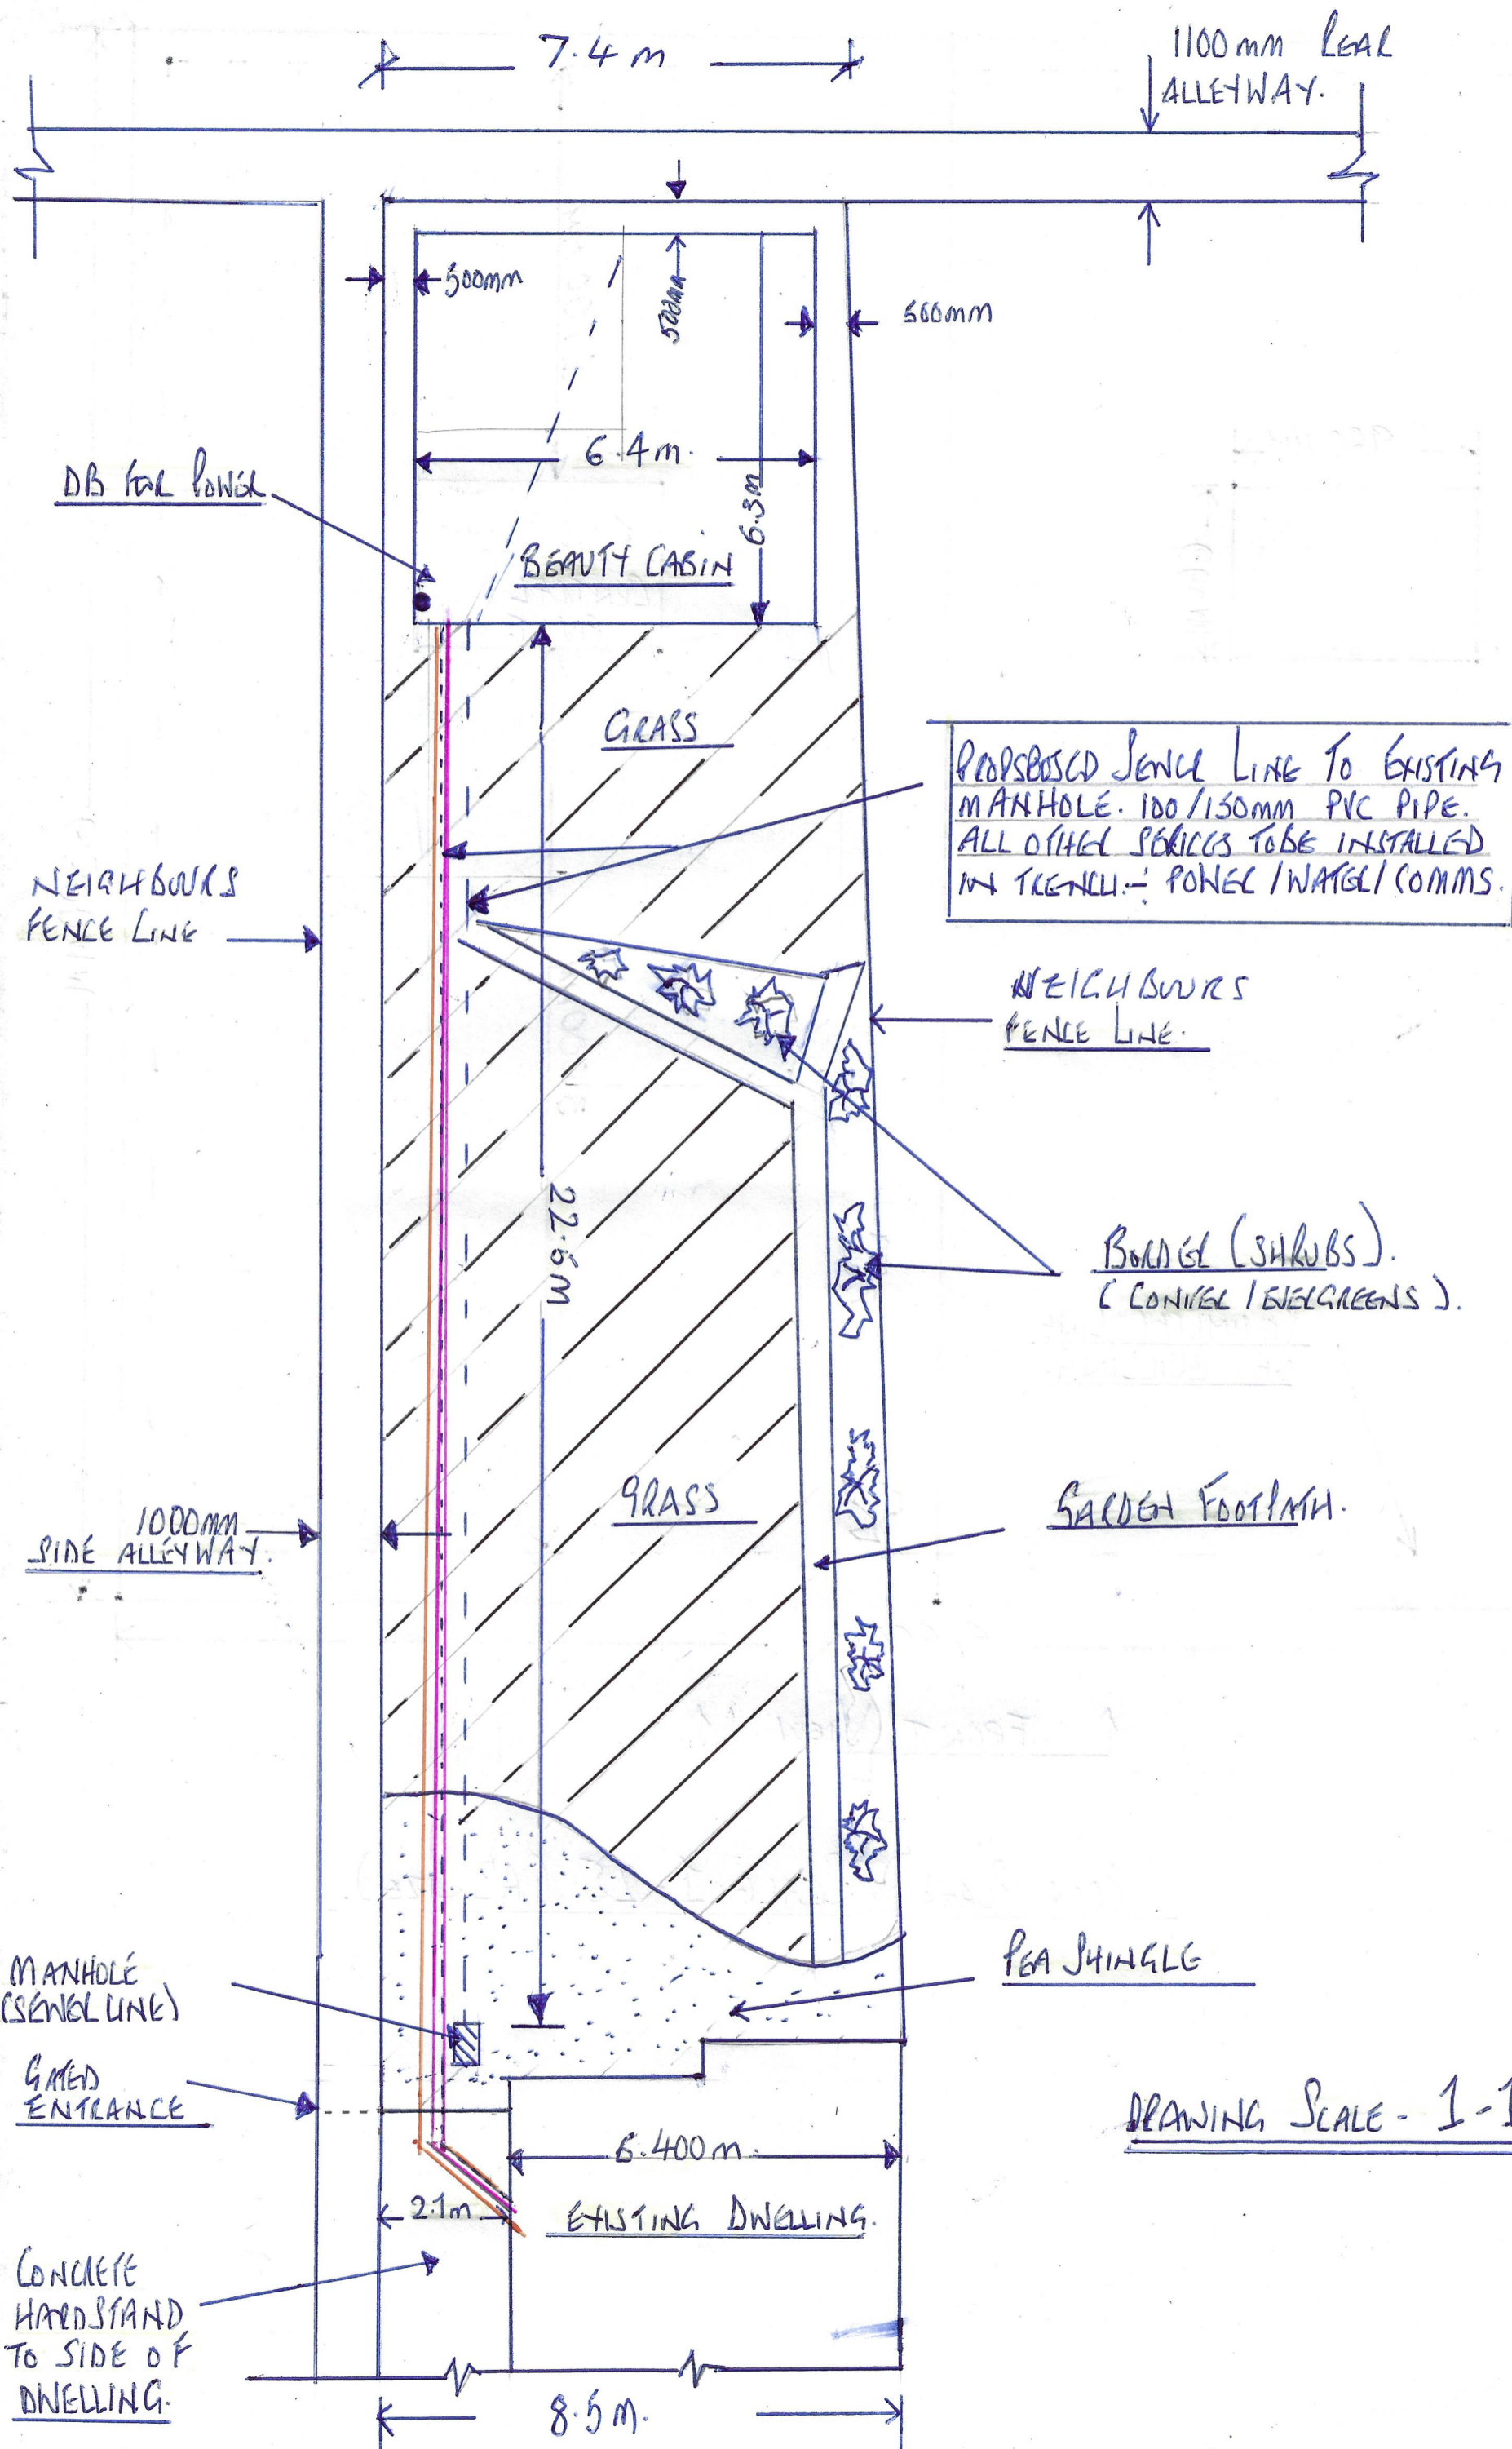 7.4 m
1100mm REAR
ALLEYWAY.
500mm
500mm
500mm
6.4m.
6.3m
DB FOR POWER
BEAUTY CABIN
GRASS
PROPSBOSED SEWER LINE TO EXISTING
MANHOLE. 100/150mm PVC PIPE.
ALL OTHER SERICES TO BE INSTALLED
IN TRENCH:- POWER/WATER/COMMS.
NEIGHBOURS
FENCE LINE
NEIGHBOURS
FENCE LINE.
22.6m
BORDER (SHRUBS).
(CONIFER/EVERGREENS).
GRASS
GARDEN FOOTPATH.
1000mm
SIDE ALLEYWAY.
MANHOLE
(SEWER LINE)
PEA SHINGLE
GATED
ENTRANCE
DRAWING SCALE - 1-1
6.400m.
2.1m
EXISTING DWELLING.
CONCRETE
HARDSTAND
TO SIDE OF
DWELLING.
8.5m.